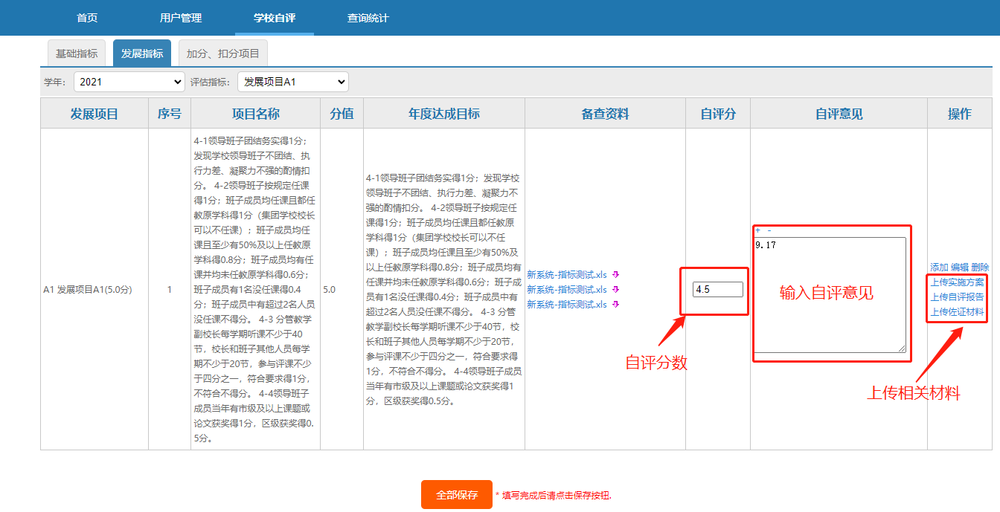 首页 用户管理 学校自评 查询统计
基础指标 发展指标 加分、扣分项目
学年： 2021 评估指标： 发展项目A1
发展项目 序号 项目名称 分值 年度达成目标 备查资料 自评分 自评意见 操作
A1 发展项目A1(5.0分)
1
4-1领导班子团结务实得1分；
发现学校领导班子不团结、执
行力差、凝聚力不强的酌情扣
分。 4-2领导班子按规定任课
得1分；班子成员均任课且都任
教原学科得1分（集团学校校长
可以不任课）；班子成员均任
课且至少有50%及以上任教原
学科得0.8分；班子成员均有任
课并均未任教原学科得0.6分；
班子成员有1名没任课得0.4
分；班子成员中有超过2名人员
没任课不得分。 4-3 分管教学
副校长每学期听课不少于40
节，校长和班子其他人员每学
期不少于20节，参与评课不少
于四分之一，符合要求得1分，
不符合不得分。 4-4领导班子
成员当年有市级及以上课题或
论文获奖得1分，区级获奖得0.
5分。
5.0
4-1领导班子团结务实得1分；发现学校
领导班子不团结、执行力差、凝聚力不
强的酌情扣分。 4-2领导班子按规定任
课得1分；班子成员均任课且都任教原
学科得1分（集团学校校长可以不任
课）；班子成员均任课且至少有50%及
以上任教原学科得0.8分；班子成员均有
任课并均未任教原学科得0.6分；班子成
员有1名没任课得0.4分；班子成员中有
超过2名人员没任课不得分。 4-3 分管
教学副校长每学期听课不少于40节，校
长和班子其他人员每学期不少于20节，
参与评课不少于四分之一，符合要求得
1分，不符合不得分。 4-4领导班子成员
当年有市级及以上课题或论文获奖得1
分，区级获奖得0.5分。
新系统-指标测试.xls
新系统-指标测试.xls
新系统-指标测试.xls
4.5
自评分数
+ -
9.17
输入自评意见
添加 编辑 删除
上传实施方案
上传自评报告
上传佐证材料
上传相关材料
全部保存 * 填写完成后请点击保存按钮.